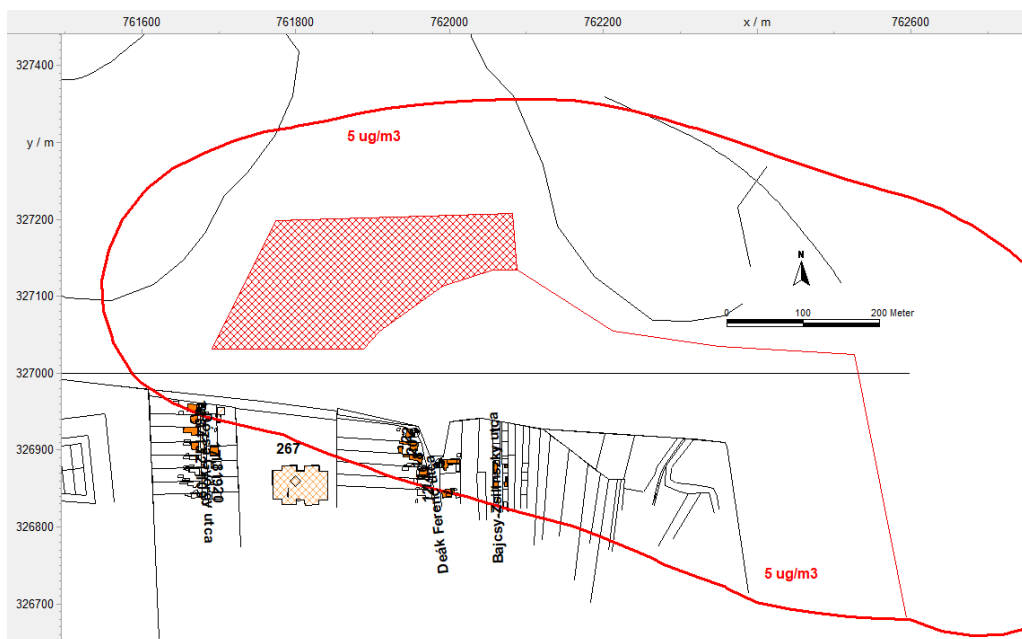 761600 761800 762000 762200 x / m 762600
327400
y / m
5 ug/m3
327200
N
327100
0 100 200 Meter
327000
326900
267
utca
Deák Ferenc
Bajcsy-Zsilinszky utca
326800
5 ug/m3
326700